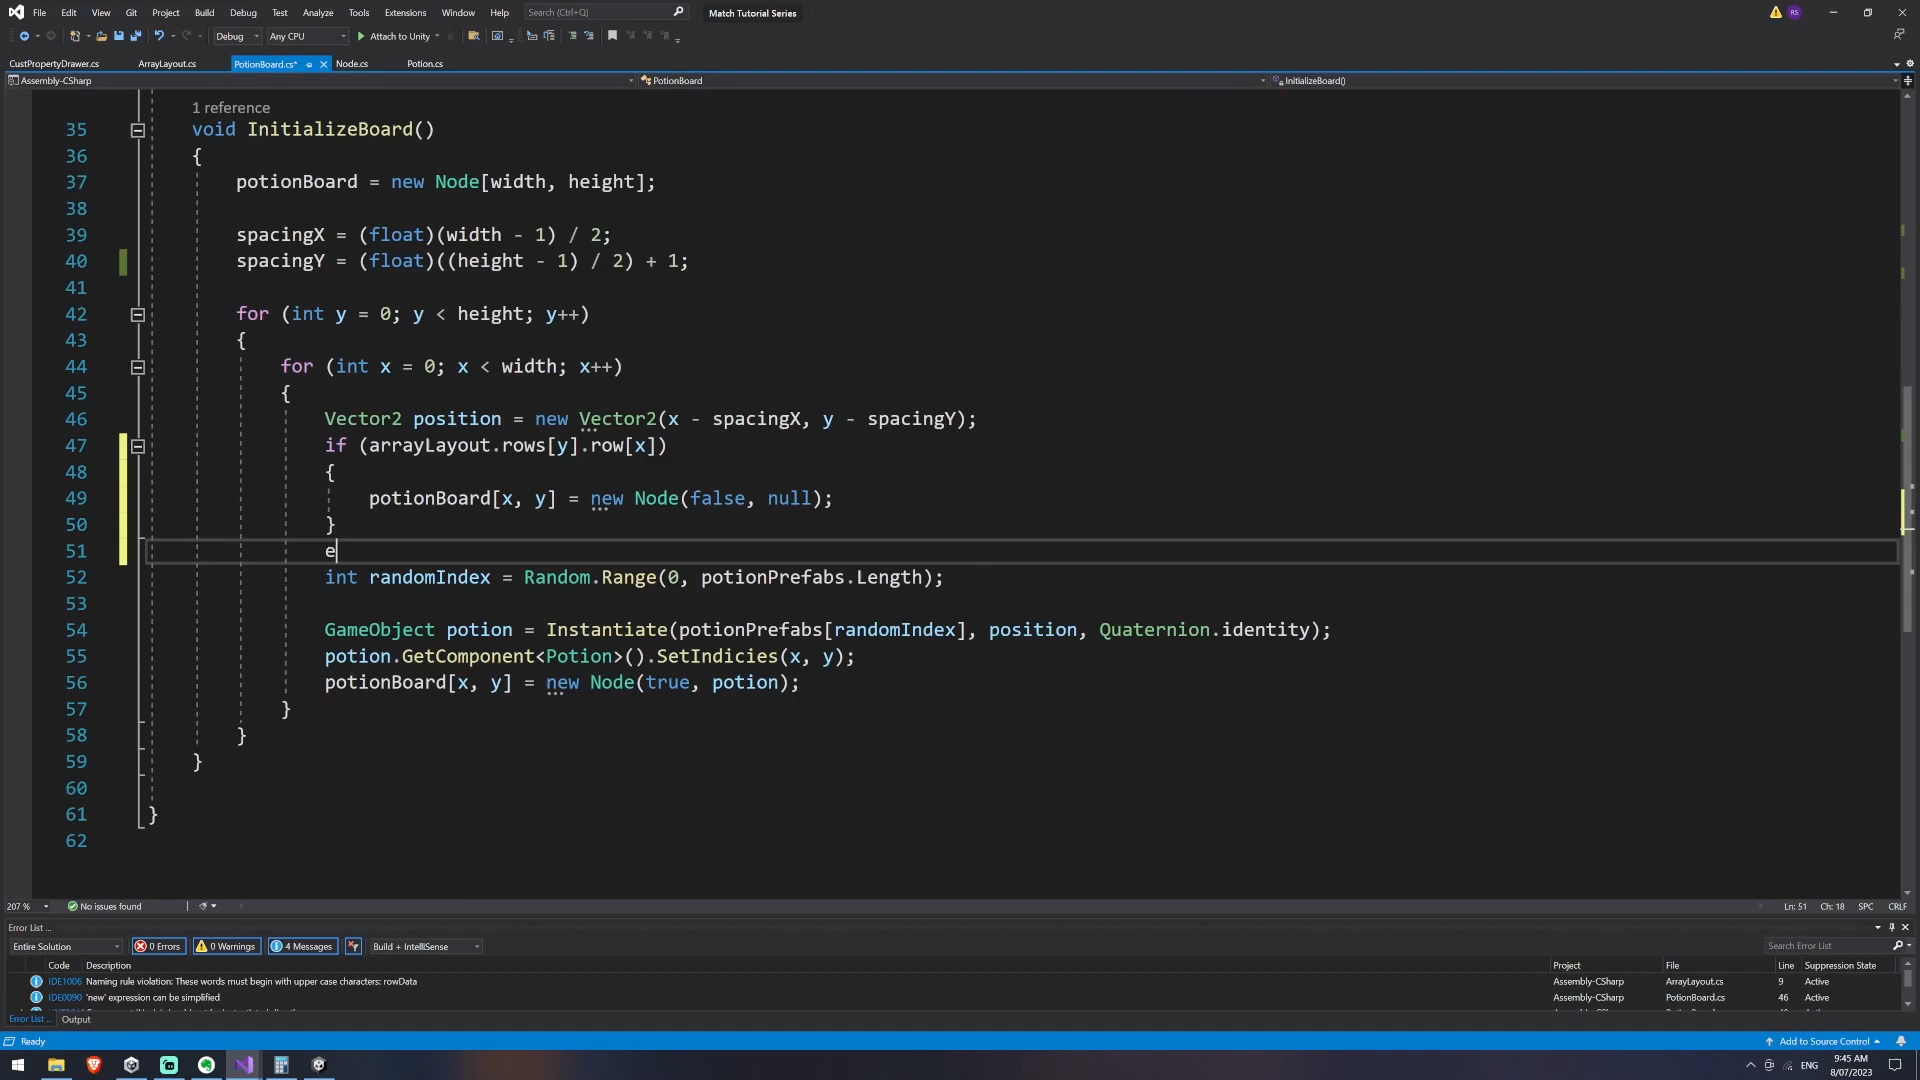 File Edit View Git Project Build Debug Test Analyze Tools Extensions Window Help Search (Ctrl+Q) Match Tutorial Series RS
Debug Any CPU Attach to Unity
CustPropertyDrawer.cs ArrayLayout.cs PotionBoard.cs* Node.cs Potion.cs
Assembly-CSharp PotionBoard InitializeBoard()
1 reference
35 void InitializeBoard()
36 {
37 potionBoard = new Node[width, height];
38
39 spacingX = (float)(width - 1) / 2;
40 spacingY = (float)((height - 1) / 2) + 1;
41
42 for (int y = 0; y < height; y++)
43 {
44 for (int x = 0; x < width; x++)
45 {
46 Vector2 position = new Vector2(x - spacingX, y - spacingY);
47 if (arrayLayout.rows[y].row[x])
48 {
49 potionBoard[x, y] = new Node(false, null);
50 }
51 e
52 int randomIndex = Random.Range(0, potionPrefabs.Length);
53
54 GameObject potion = Instantiate(potionPrefabs[randomIndex], position, Quaternion.identity);
55 potion.GetComponent<Potion>().SetIndicies(x, y);
56 potionBoard[x, y] = new Node(true, potion);
57 }
58 }
59 }
60
61 }
62
207 % No issues found Ln: 51 Ch: 18 SPC CRLF
Error List ...
Entire Solution 0 Errors 0 Warnings 4 Messages Build + IntelliSense Search Error List
Code Description Project File Line Suppression State
IDE1006 Naming rule violation: These words must begin with upper case characters: rowData Assembly-CSharp ArrayLayout.cs 9 Active
IDE0090 'new' expression can be simplified Assembly-CSharp PotionBoard.cs 46 Active
Error List ... Output
Ready Add to Source Control
ENG 9:45 AM
8/07/2023